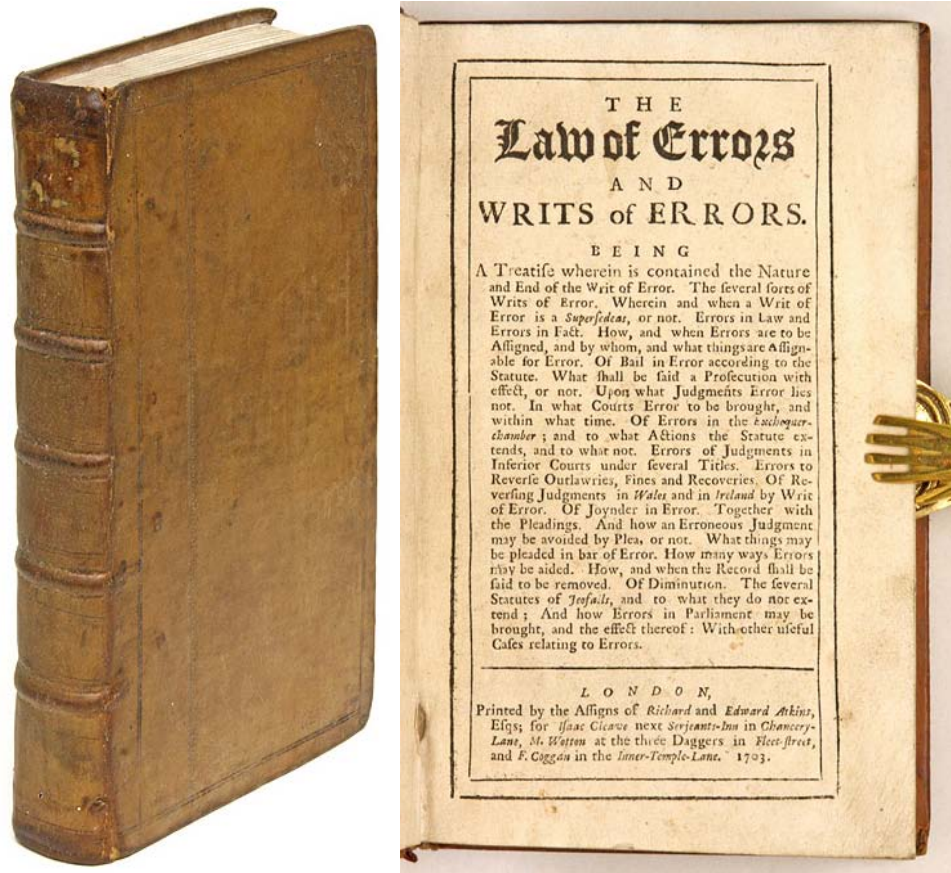 THE
Law of Errors
AND
WRITS of ERRORS.
BEING
A Treatiſe wherein is contained the Nature
and End of the Writ of Error. The ſeveral ſorts of
Writs of Error. Wherein and when a Writ of
Error is a Superſedeas, or not. Errors in Law and
Errors in Fact. How, and when Errors are to be
Aſſigned, and by whom, and what things are Aſſign-
able for Error. Of Bail in Error according to the
Statute. What ſhall be ſaid a Proſecution with
effect, or not. Upon what Judgments Error lies
not. In what Courts Error to be brought, and
within what time. Of Errors in the Exchequer-
chamber; and to what Actions the Statute ex-
tends, and to what not. Errors of Judgments in
Inferior Courts under ſeveral Titles. Errors to
Reverſe Outlawries, Fines and Recoveries. Of Re-
verſing Judgments in Wales and in Ireland by Writ
of Error. Of Joynder in Error. Together with
the Pleadings. And how an Erroneous Judgment
may be avoided by Plea, or not. What things may
be pleaded in bar of Error. How many ways Errors
may be aided. How, and when the Record ſhall be
ſaid to be removed. Of Diminution. The ſeveral
Statutes of Jeofails, and to what they do not ex-
tend; And how Errors in Parliament may be
brought, and the effect thereof: With other uſeful
Caſes relating to Errors.
LONDON,
Printed by the Aſſigns of Richard and Edward Atkins,
Eſqs; for Iſaac Cleave next Serjeants-Inn in Chancery-
Lane, M. Wotton at the three Daggers in Fleet-ſtreet,
and F. Coggan in the Inner-Temple-Lane. 1703.